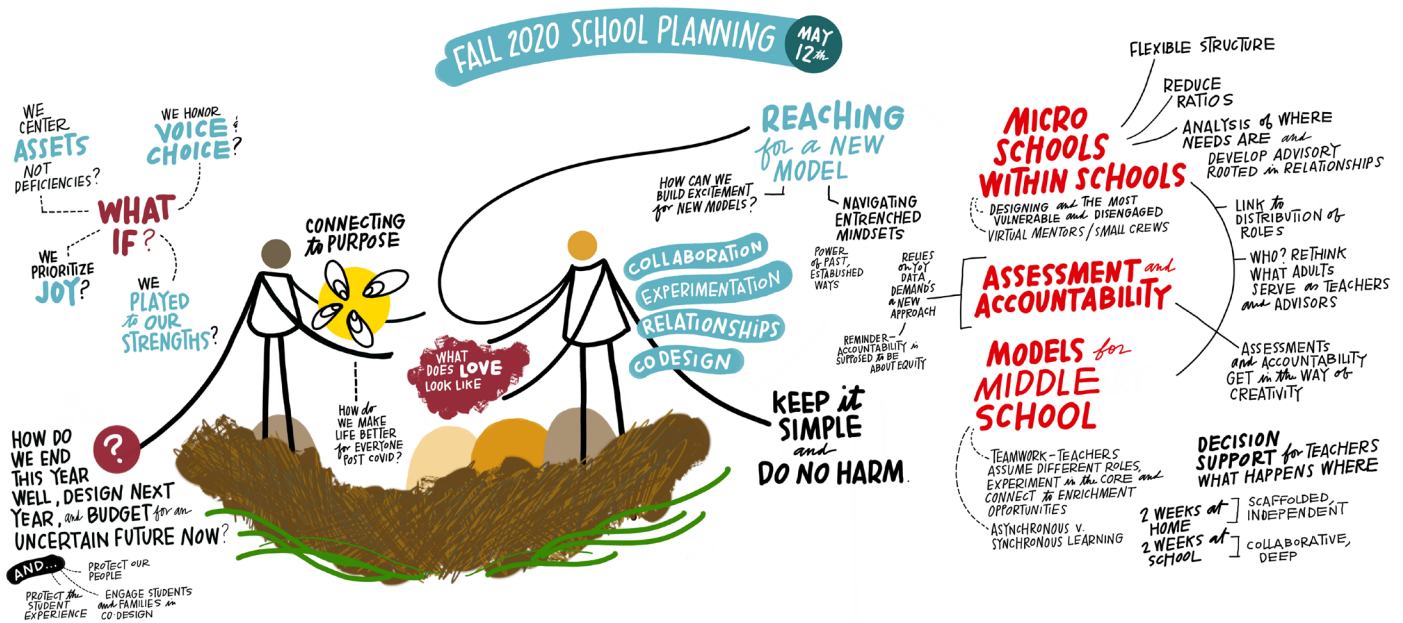 FALL 2020 SCHOOL PLANNING
MAY
12th
WE
CENTER
ASSETS
NOT
DEFICIENCIES?
WE HONOR
VOICE &
CHOICE?
WHAT
IF?
WE
PRIORITIZE
JOY?
WE
PLAYED
to OUR
STRENGTHS?
CONNECTING
to PURPOSE
HOW do
WE MAKE
LIFE BETTER
for EVERYONE
POST COVID?
WHAT
DOES LOVE
LOOK LIKE
?
HOW DO
WE END
THIS YEAR
WELL, DESIGN NEXT
YEAR, and BUDGET for an
UNCERTAIN FUTURE NOW?
AND...
PROTECT OUR
PEOPLE
PROTECT the
STUDENT
EXPERIENCE
ENGAGE STUDENTS
and FAMILIES in
CO-DESIGN
REACHING
for a NEW
MODEL
HOW CAN WE
BUILD EXCITEMENT
for NEW MODELS?
NAVIGATING
ENTRENCHED
MINDSETS
POWER
of PAST,
ESTABLISHED
WAYS
COLLABORATION
EXPERIMENTATION
RELATIONSHIPS
CO DESIGN
KEEP it
SIMPLE
and
DO NO HARM.
MICRO
SCHOOLS
WITHIN SCHOOLS
FLEXIBLE STRUCTURE
REDUCE
RATIOS
ANALYSIS of WHERE
NEEDS ARE and
DEVELOP ADVISORY
ROOTED in RELATIONSHIPS
DESIGNING and THE MOST
VULNERABLE and DISENGAGED
VIRTUAL MENTORS / SMALL CREWS
LINK to
DISTRIBUTION of
ROLES
WHO? RETHINK
WHAT ADULTS
SERVE as TEACHERS
and ADVISORS
ASSESSMENT and
ACCOUNTABILITY
RELIES
on YOY
DATA,
DEMANDS
a NEW
APPROACH
REMINDER—
ACCOUNTABILITY is
SUPPOSED to BE
ABOUT EQUITY
ASSESSMENTS
and ACCOUNTABILITY
GET in the WAY of
CREATIVITY
MODELS for
MIDDLE
SCHOOL
TEAMWORK - TEACHERS
ASSUME DIFFERENT ROLES,
EXPERIMENT in the CORE and
CONNECT to ENRICHMENT
OPPORTUNITIES
ASYNCHRONOUS V.
SYNCHRONOUS LEARNING
DECISION
SUPPORT for TEACHERS
WHAT HAPPENS WHERE
2 WEEKS at
HOME
SCAFFOLDED,
INDEPENDENT
2 WEEKS at
SCHOOL
COLLABORATIVE,
DEEP